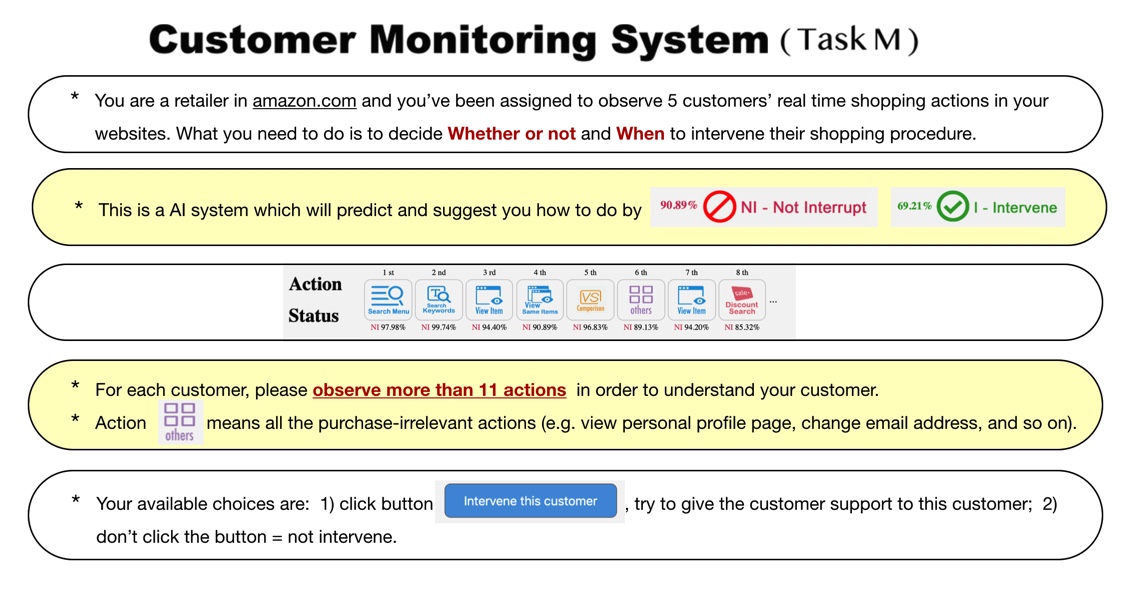 Customer Monitoring System ( Task M )
* You are a retailer in amazon.com and you’ve been assigned to observe 5 customers’ real time shopping actions in your
websites. What you need to do is to decide Whether or not and When to intervene their shopping procedure.
* This is a AI system which will predict and suggest you how to do by 90.89% NI - Not Interrupt 69.21% I - Intervene
1 st 2 nd 3 rd 4 th 5 th 6 th 7 th 8 th
Action
Status
Search Menu Search Keywords View Item View Same Items VS Comparison others View Item sale Discount Search ...
NI 97.98% NI 99.74% NI 94.40% NI 90.89% NI 96.83% NI 89.13% NI 94.20% NI 85.32%
* For each customer, please observe more than 11 actions in order to understand your customer.
* Action others means all the purchase-irrelevant actions (e.g. view personal profile page, change email address, and so on).
* Your available choices are: 1) click button Intervene this customer , try to give the customer support to this customer; 2)
don’t click the button = not intervene.